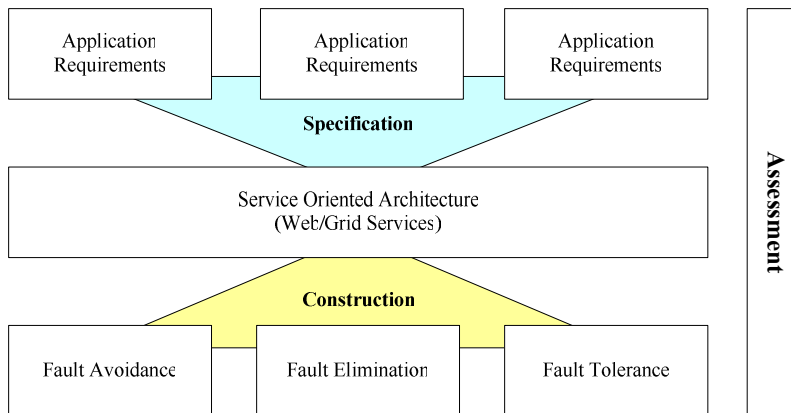 Application
Requirements
Application
Requirements
Application
Requirements
Specification
Service Oriented Architecture
(Web/Grid Services)
Construction
Fault Avoidance
Fault Elimination
Fault Tolerance
Assessment